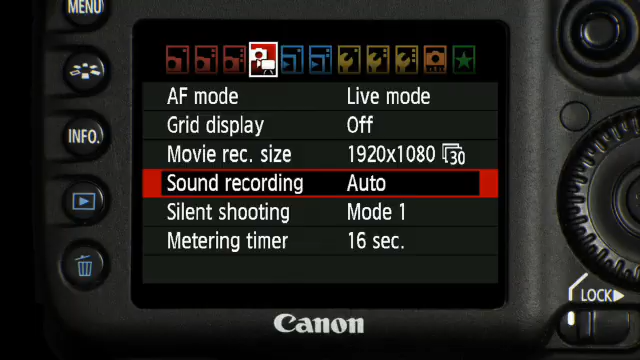 MENU
INFO.
AF mode Live mode
Grid display Off
Movie rec. size 1920x1080 30
Sound recording Auto
Silent shooting Mode 1
Metering timer 16 sec.
LOCK
Canon